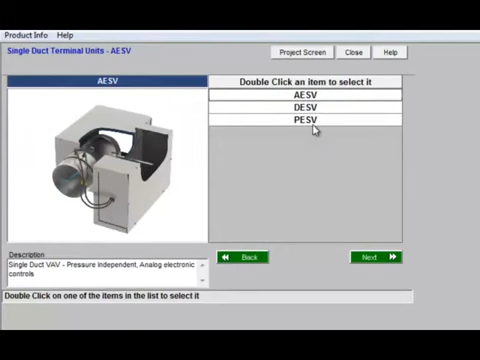 Product Info Help
Single Duct Terminal Units - AESV
Project Screen Close Help
AESV
Double Click an item to select it
AESV
DESV
PESV
Back Next
Description
Single Duct VAV - Pressure Independent, Analog electronic
controls
Double Click on one of the items in the list to select it